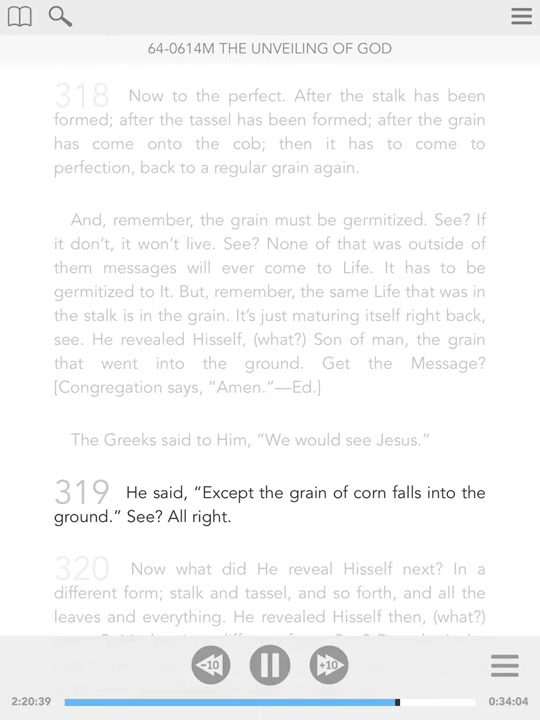 64-0614M THE UNVEILING OF GOD
318 Now to the perfect. After the stalk has been
formed; after the tassel has been formed; after the grain
has come onto the cob; then it has to come to
perfection, back to a regular grain again.
And, remember, the grain must be germitized. See? If
it don't, it won't live. See? None of that was outside of
them messages will ever come to Life. It has to be
germitized to It. But, remember, the same Life that was in
the stalk is in the grain. It's just maturing itself right back,
see. He revealed Hisself, (what?) Son of man, the grain
that went into the ground. Get the Message?
[Congregation says, "Amen."—Ed.]
The Greeks said to Him, "We would see Jesus."
319 He said, "Except the grain of corn falls into the
ground." See? All right.
320 Now what did He reveal Hisself next? In a
different form; stalk and tassel, and so forth, and all the
leaves and everything. He revealed Hisself then, (what?)
-10 +10
2:20:39 0:34:04